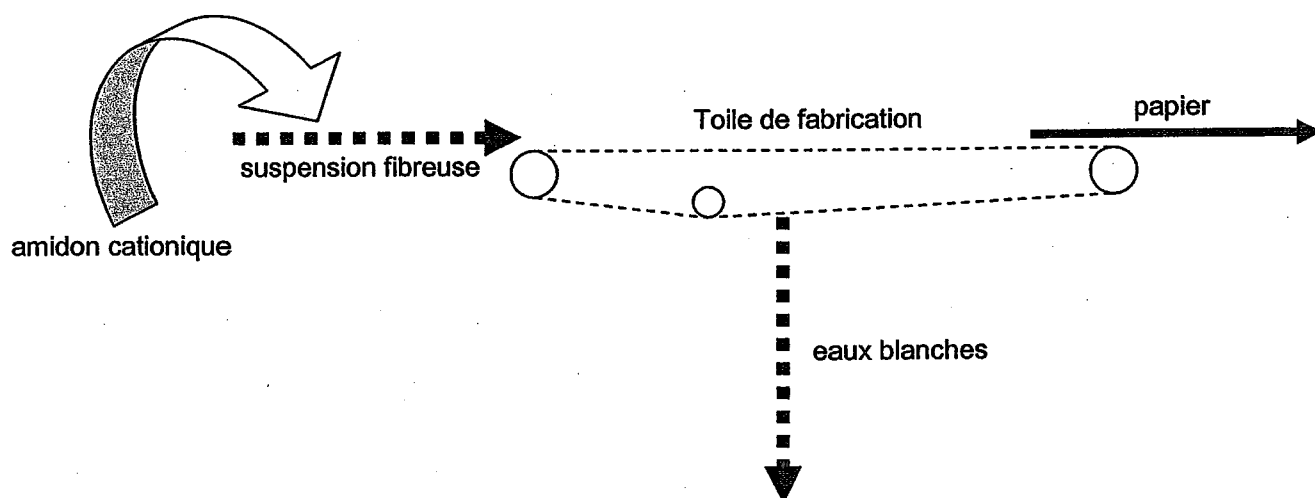 papier
Toile de fabrication
suspension fibreuse
amidon cationique
eaux blanches